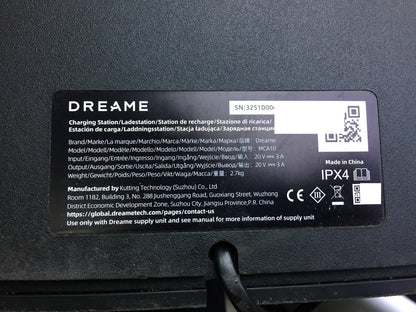 DREAME
SN:3251D00
Charging Station/Ladestation/Station de recharge/Stazione di ricarica/
Estación de carga/Laddningsstation/Stacja ładująca/Зарядная станция
Brand/Marke/La marque/Marchio/Marca/Märke/Marka/Марка/品牌: Dreame
Model/Modell/Modèle/Modello/Modelo/Modell/Model/Модель/型号: MCA10
Input/Eingang/Entrée/Ingresso/Ingang/Ingång/Wejście/Ввод/输入: 20 V⎓3 A
Output/Ausgang/Sortie/Uscita/Salida/Utgång/Wyjście/Вывод/输出: 20 V⎓3 A
Weight/Gewicht/Poids/Peso/Peso/Vikt/Waga/Масса/重量: 2.7kg
Manufactured by Kutting Technology (Suzhou) Co., Ltd
Room 1182, Building 3, No. 288 Jiushenggang Road, Guoxiang Street, Wuzhong
District Economic Development Zone, Suzhou City, Jiangsu Province,P.R. China
https://global.dreametech.com/pages/contact-us
Use only with Dreame supply unit and see manual for more information of supply unit
Made in China
CE III IPX4